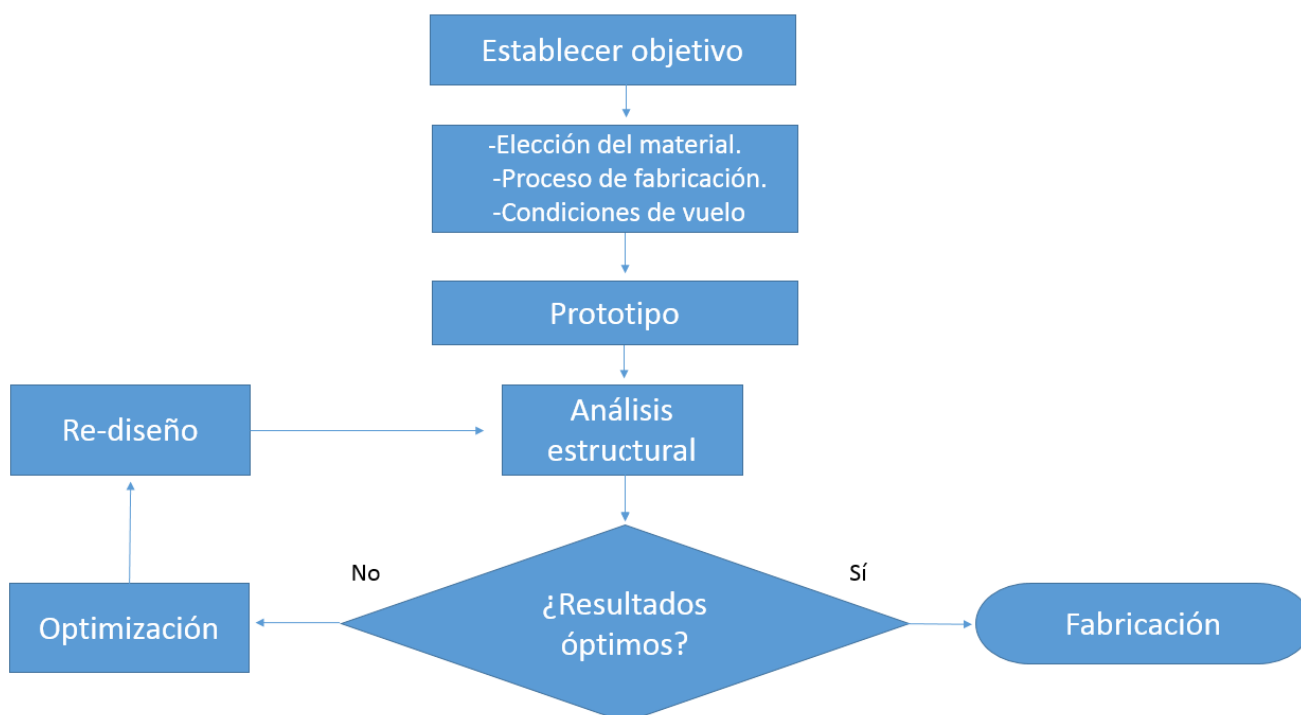 Establecer objetivo
-Elección del material.
-Proceso de fabricación.
-Condiciones de vuelo
Prototipo
Re-diseño
Análisis
estructural
No
Sí
Optimización
¿Resultados
óptimos?
Fabricación